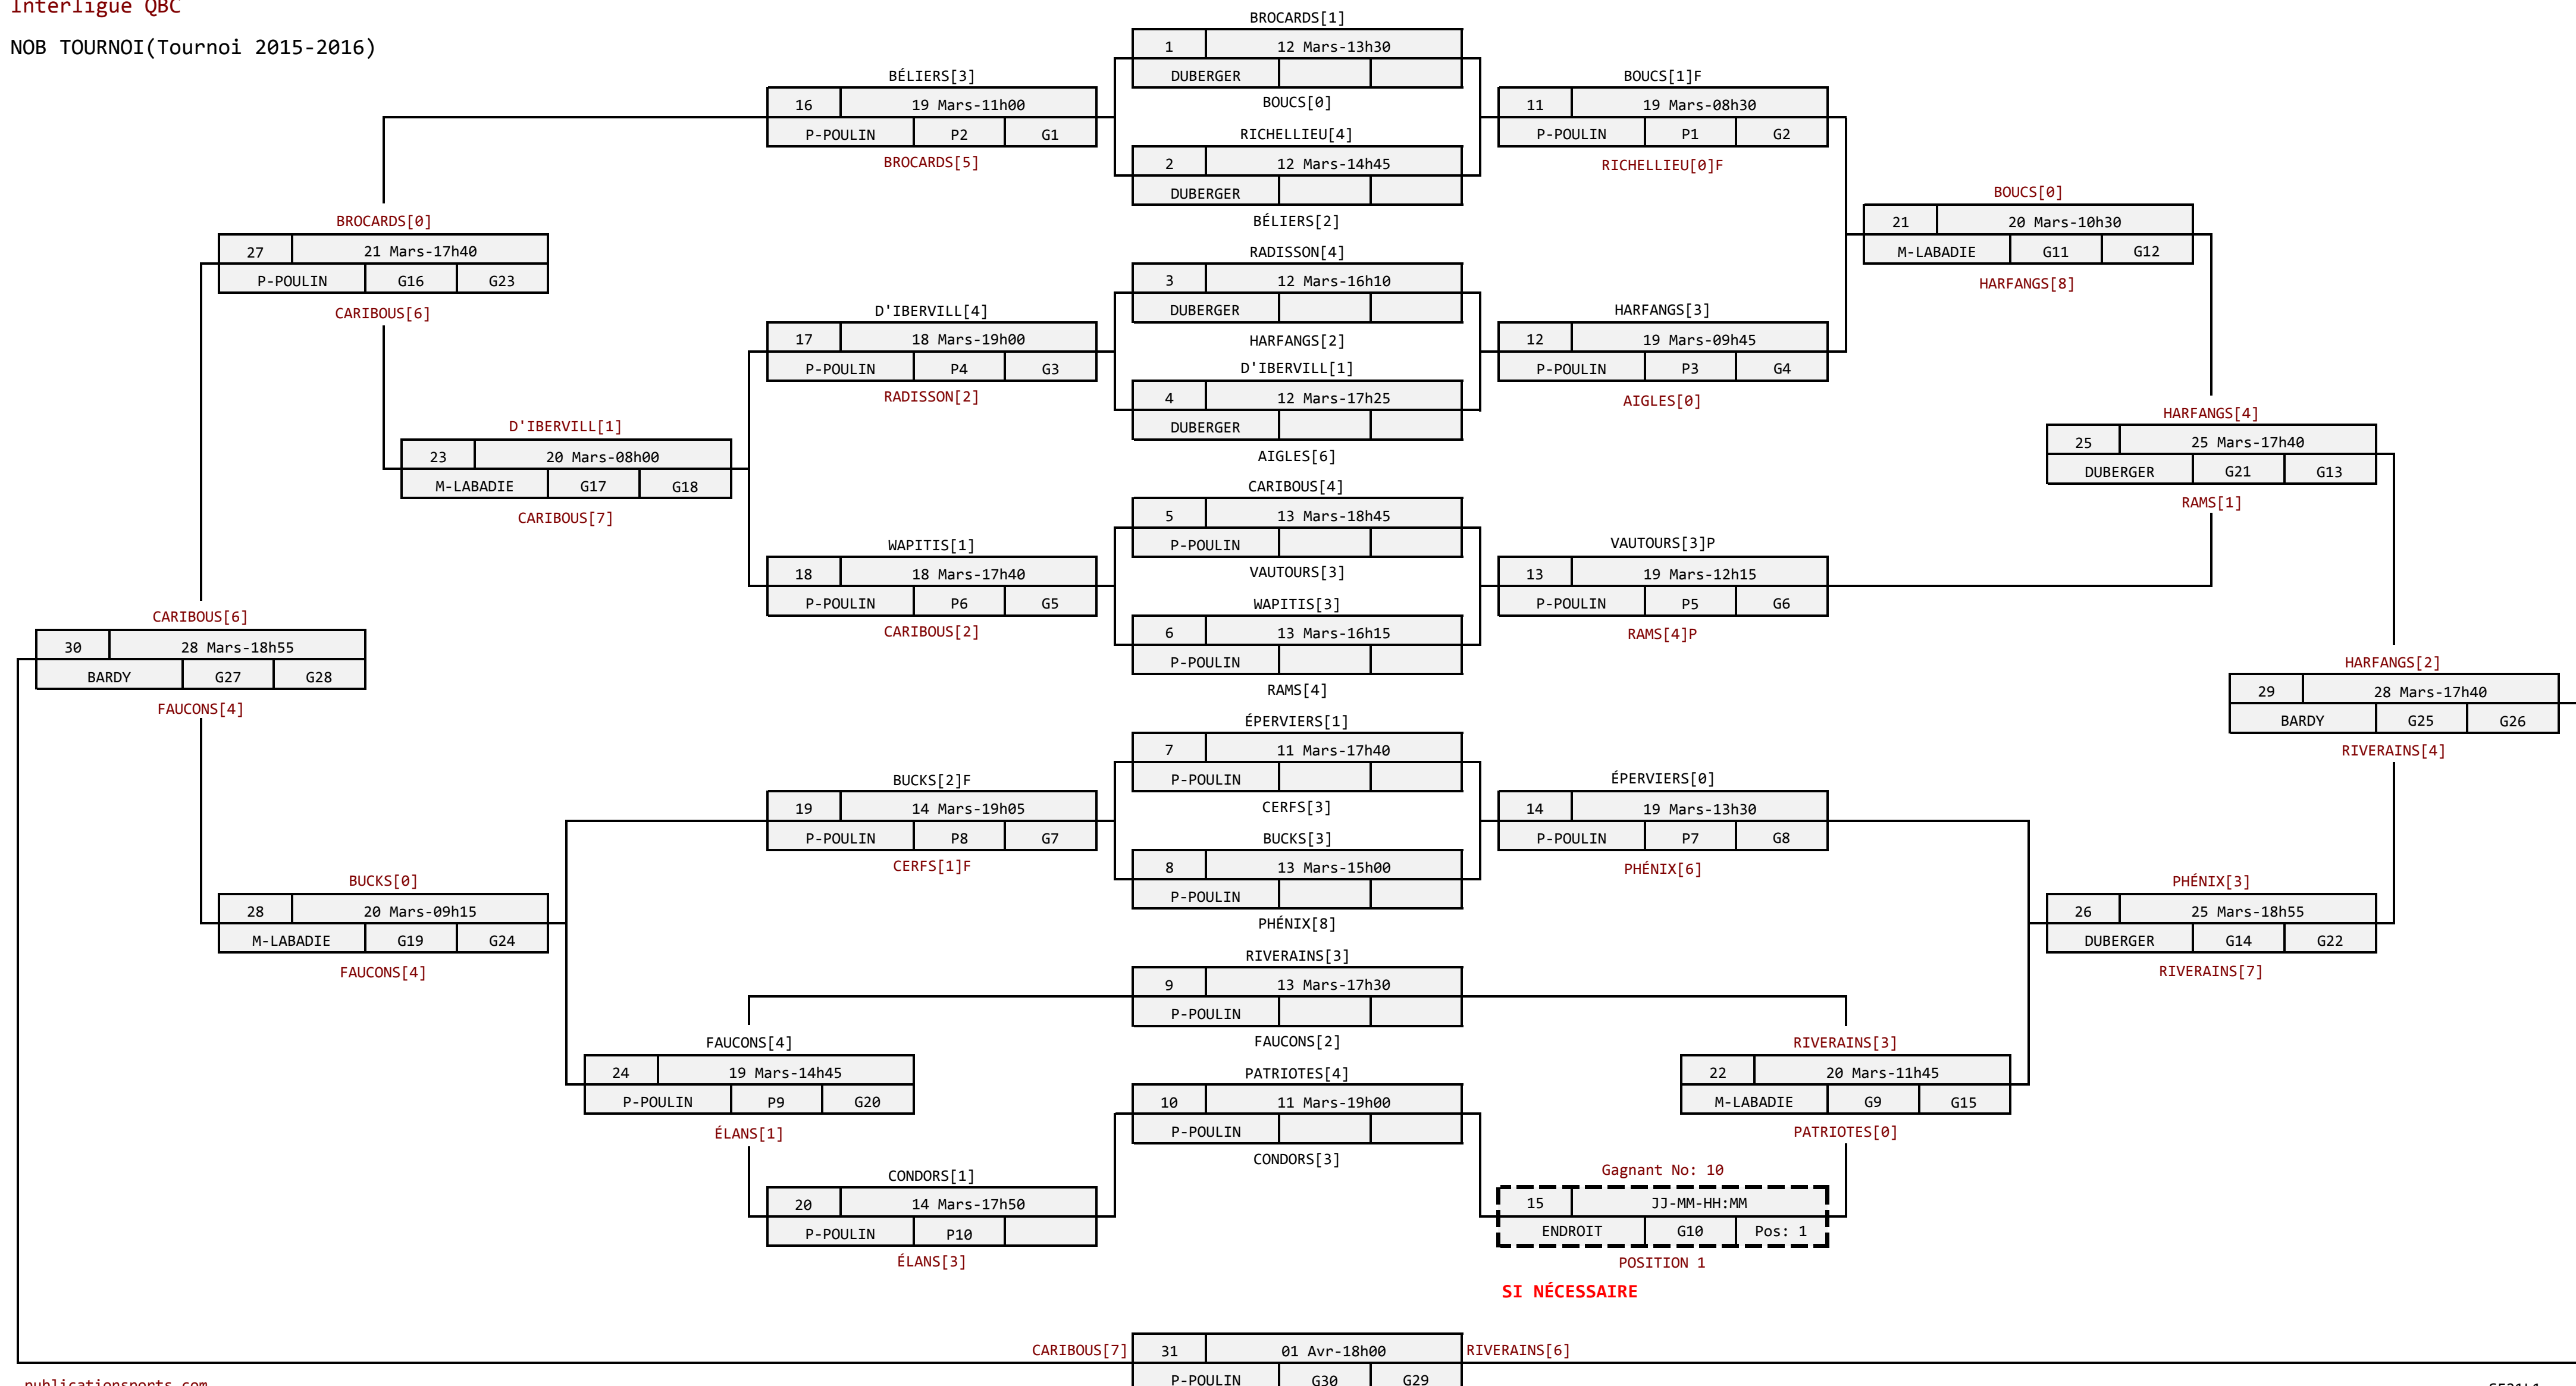 Interligue QBC
NOB TOURNOI(Tournoi 2015-2016)
BROCARDS[1]
1 12 Mars-13h30
DUBERGER
BOUCS[0]
RICHELLIEU[4]
2 12 Mars-14h45
DUBERGER
BÉLIERS[2]
RADISSON[4]
3 12 Mars-16h10
DUBERGER
HARFANGS[2]
D'IBERVILL[1]
4 12 Mars-17h25
DUBERGER
AIGLES[6]
CARIBOUS[4]
5 13 Mars-18h45
P-POULIN
VAUTOURS[3]
WAPITIS[3]
6 13 Mars-16h15
P-POULIN
RAMS[4]
ÉPERVIERS[1]
7 11 Mars-17h40
P-POULIN
CERFS[3]
BUCKS[3]
8 13 Mars-15h00
P-POULIN
PHÉNIX[8]
RIVERAINS[3]
9 13 Mars-17h30
P-POULIN
FAUCONS[2]
PATRIOTES[4]
10 11 Mars-19h00
P-POULIN
CONDORS[3]
BÉLIERS[3]
16 19 Mars-11h00
P-POULIN P2 G1
BROCARDS[5]
D'IBERVILL[4]
17 18 Mars-19h00
P-POULIN P4 G3
RADISSON[2]
WAPITIS[1]
18 18 Mars-17h40
P-POULIN P6 G5
CARIBOUS[2]
BUCKS[2]F
19 14 Mars-19h05
P-POULIN P8 G7
CERFS[1]F
FAUCONS[4]
24 19 Mars-14h45
P-POULIN P9 G20
ÉLANS[1]
CONDORS[1]
20 14 Mars-17h50
P-POULIN P10
ÉLANS[3]
BROCARDS[0]
27 21 Mars-17h40
P-POULIN G16 G23
CARIBOUS[6]
D'IBERVILL[1]
23 20 Mars-08h00
M-LABADIE G17 G18
CARIBOUS[7]
CARIBOUS[6]
30 28 Mars-18h55
BARDY G27 G28
FAUCONS[4]
BUCKS[0]
28 20 Mars-09h15
M-LABADIE G19 G24
FAUCONS[4]
BOUCS[1]F
11 19 Mars-08h30
P-POULIN P1 G2
RICHELLIEU[0]F
HARFANGS[3]
12 19 Mars-09h45
P-POULIN P3 G4
AIGLES[0]
VAUTOURS[3]P
13 19 Mars-12h15
P-POULIN P5 G6
RAMS[4]P
ÉPERVIERS[0]
14 19 Mars-13h30
P-POULIN P7 G8
PHÉNIX[6]
RIVERAINS[3]
22 20 Mars-11h45
M-LABADIE G9 G15
PATRIOTES[0]
Gagnant No: 10
15 JJ-MM-HH:MM
ENDROIT G10 Pos: 1
POSITION 1
SI NÉCESSAIRE
BOUCS[0]
21 20 Mars-10h30
M-LABADIE G11 G12
HARFANGS[8]
HARFANGS[4]
25 25 Mars-17h40
DUBERGER G21 G13
RAMS[1]
HARFANGS[2]
29 28 Mars-17h40
BARDY G25 G26
RIVERAINS[4]
PHÉNIX[3]
26 25 Mars-18h55
DUBERGER G14 G22
RIVERAINS[7]
CARIBOUS[7] 31 01 Avr-18h00 RIVERAINS[6]
P-POULIN G30 G29
publicationsports.com